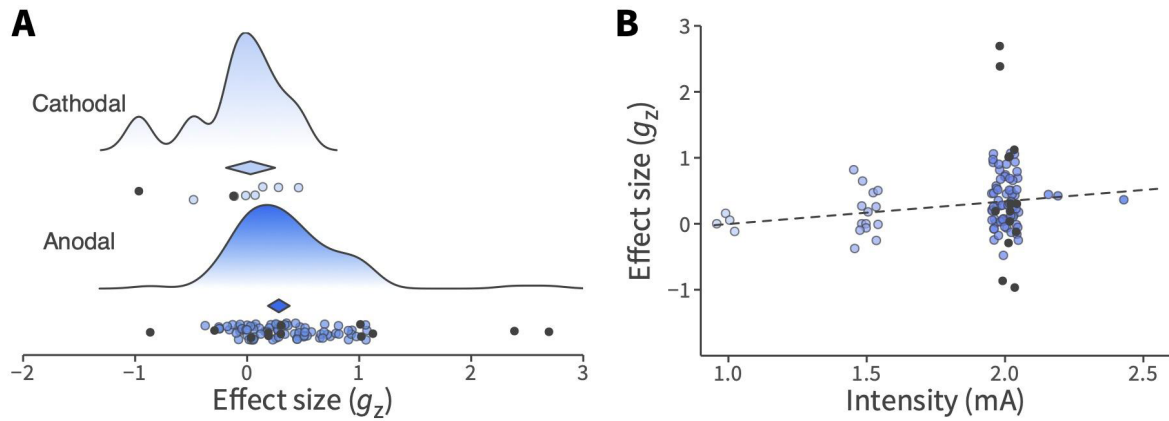 A
Cathodal
Anodal
−2 −1 0 1 2 3
Effect size (gz)
B
3
2
1
0
−1
Effect size (gz)
1.0 1.5 2.0 2.5
Intensity (mA)